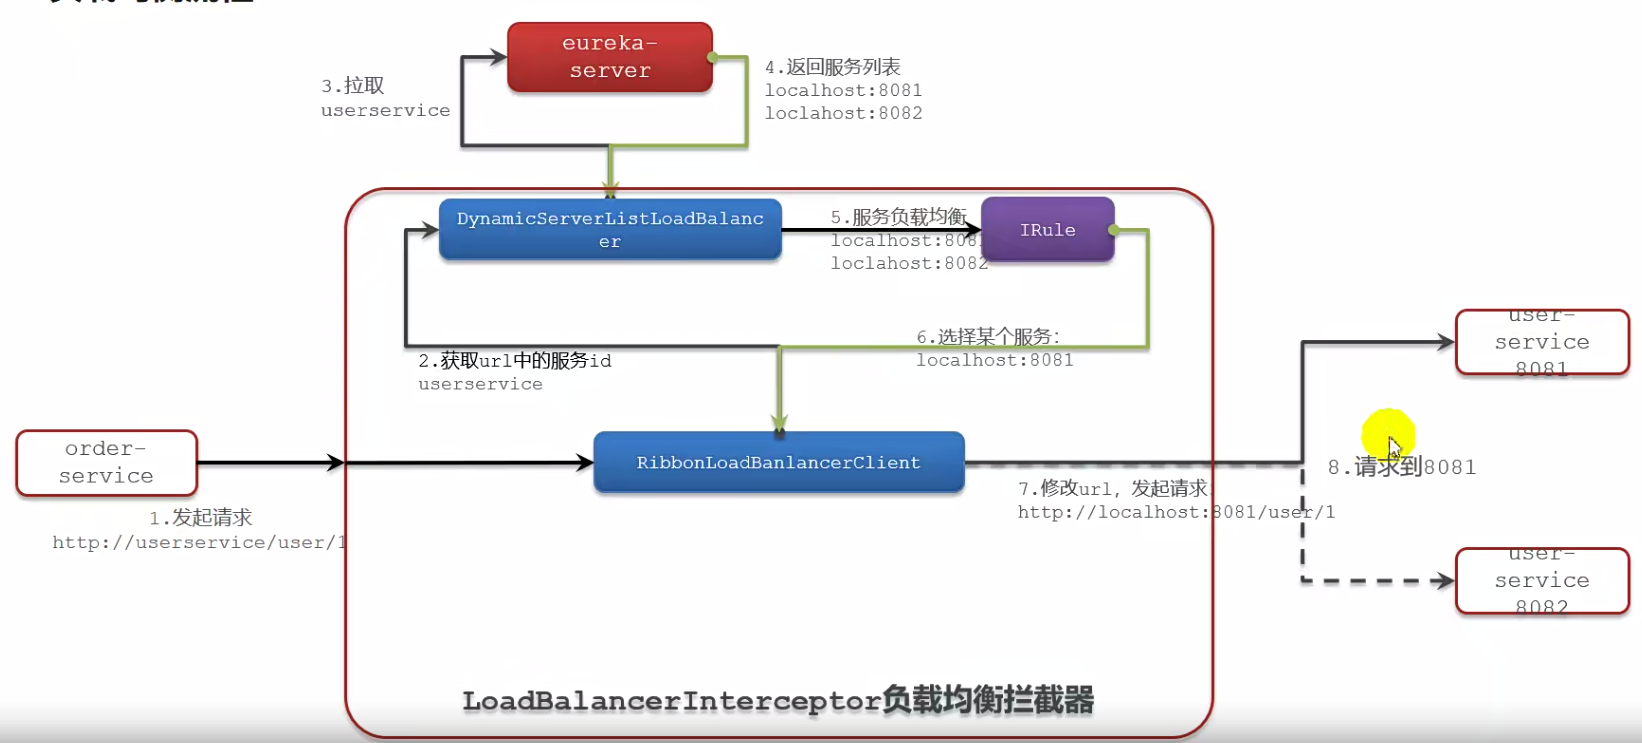 eureka-
server
3.拉取
userservice
4.返回服务列表
localhost:8081
loclahost:8082
DynamicServerListLoadBalanc
er
5.服务负载均衡
localhost:808
loclahost:8082
IRule
2.获取url中的服务id
userservice
6.选择某个服务:
localhost:8081
user-
service
8081
order-
service
1.发起请求
http://userservice/user/1
RibbonLoadBanlancerClient
7.修改url, 发起请求:
http://localhost:8081/user/1
8.请求到8081
user-
service
8082
LoadBalancerInterceptor负载均衡拦截器